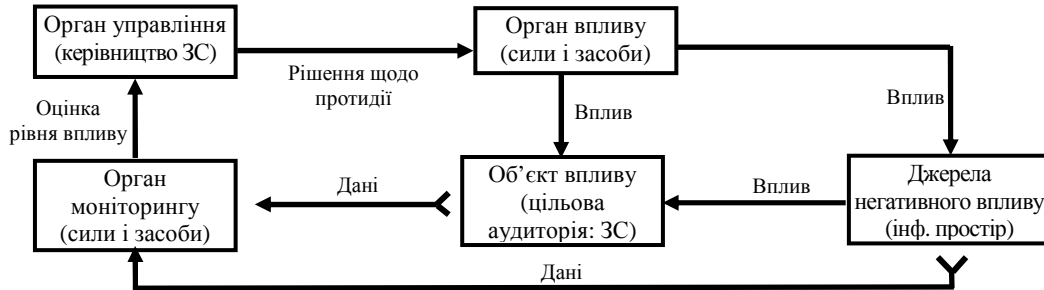 Орган управління
(керівництво ЗС)
Рішення щодо
протидії
Орган впливу
(сили і засоби)
Вплив
Вплив
Оцінка
рівня впливу
Орган
моніторингу
(сили і засоби)
Дані
Об’єкт впливу
(цільова
аудиторія: ЗС)
Вплив
Джерела
негативного впливу
(інф. простір)
Дані